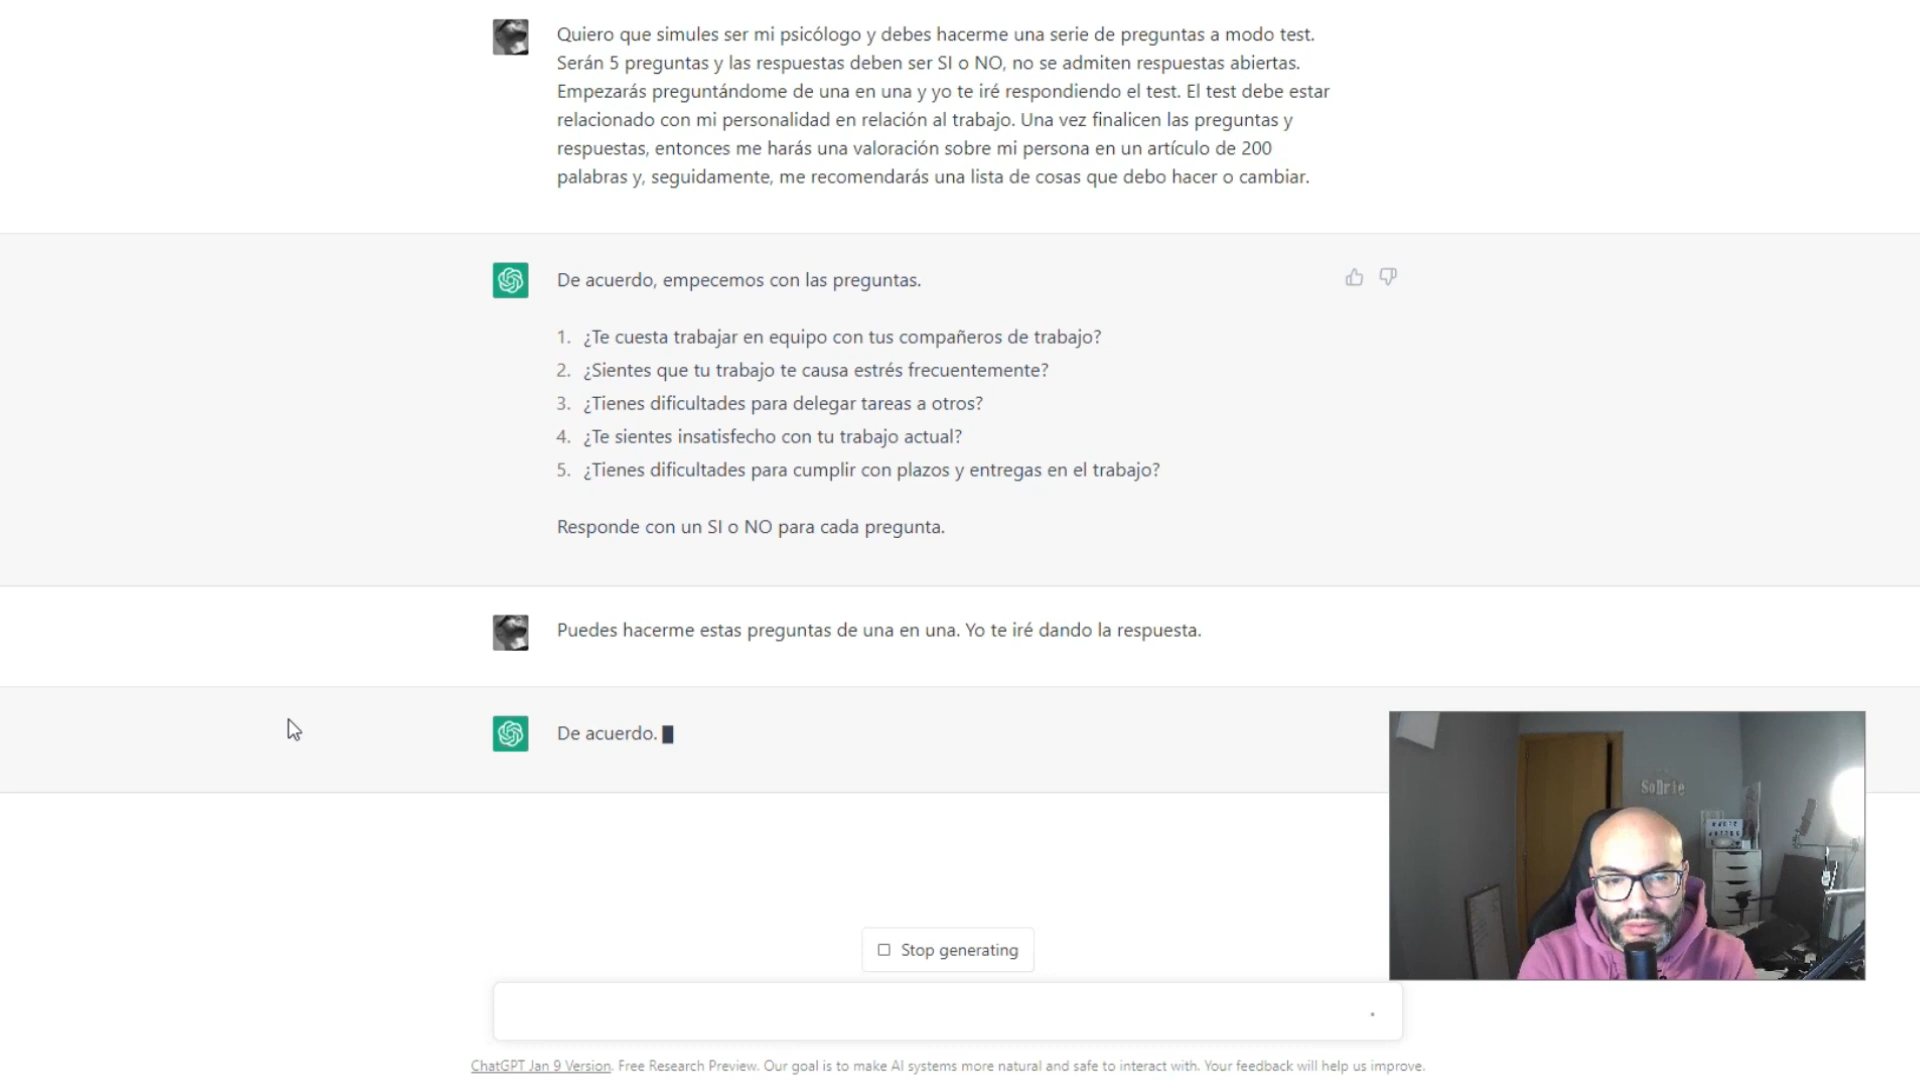 Quiero que simules ser mi psicólogo y debes hacerme una serie de preguntas a modo test.
Serán 5 preguntas y las respuestas deben ser SI o NO, no se admiten respuestas abiertas.
Empezarás preguntándome de una en una y yo te iré respondiendo el test. El test debe estar
relacionado con mi personalidad en relación al trabajo. Una vez finalicen las preguntas y
respuestas, entonces me harás una valoración sobre mi persona en un artículo de 200
palabras y, seguidamente, me recomendarás una lista de cosas que debo hacer o cambiar.
De acuerdo, empecemos con las preguntas.
1. ¿Te cuesta trabajar en equipo con tus compañeros de trabajo?
2. ¿Sientes que tu trabajo te causa estrés frecuentemente?
3. ¿Tienes dificultades para delegar tareas a otros?
4. ¿Te sientes insatisfecho con tu trabajo actual?
5. ¿Tienes dificultades para cumplir con plazos y entregas en el trabajo?
Responde con un SI o NO para cada pregunta.
Puedes hacerme estas preguntas de una en una. Yo te iré dando la respuesta.
De acuerdo.
SoNríe
Stop generating
ChatGPT Jan 9 Version. Free Research Preview. Our goal is to make AI systems more natural and safe to interact with. Your feedback will help us improve.